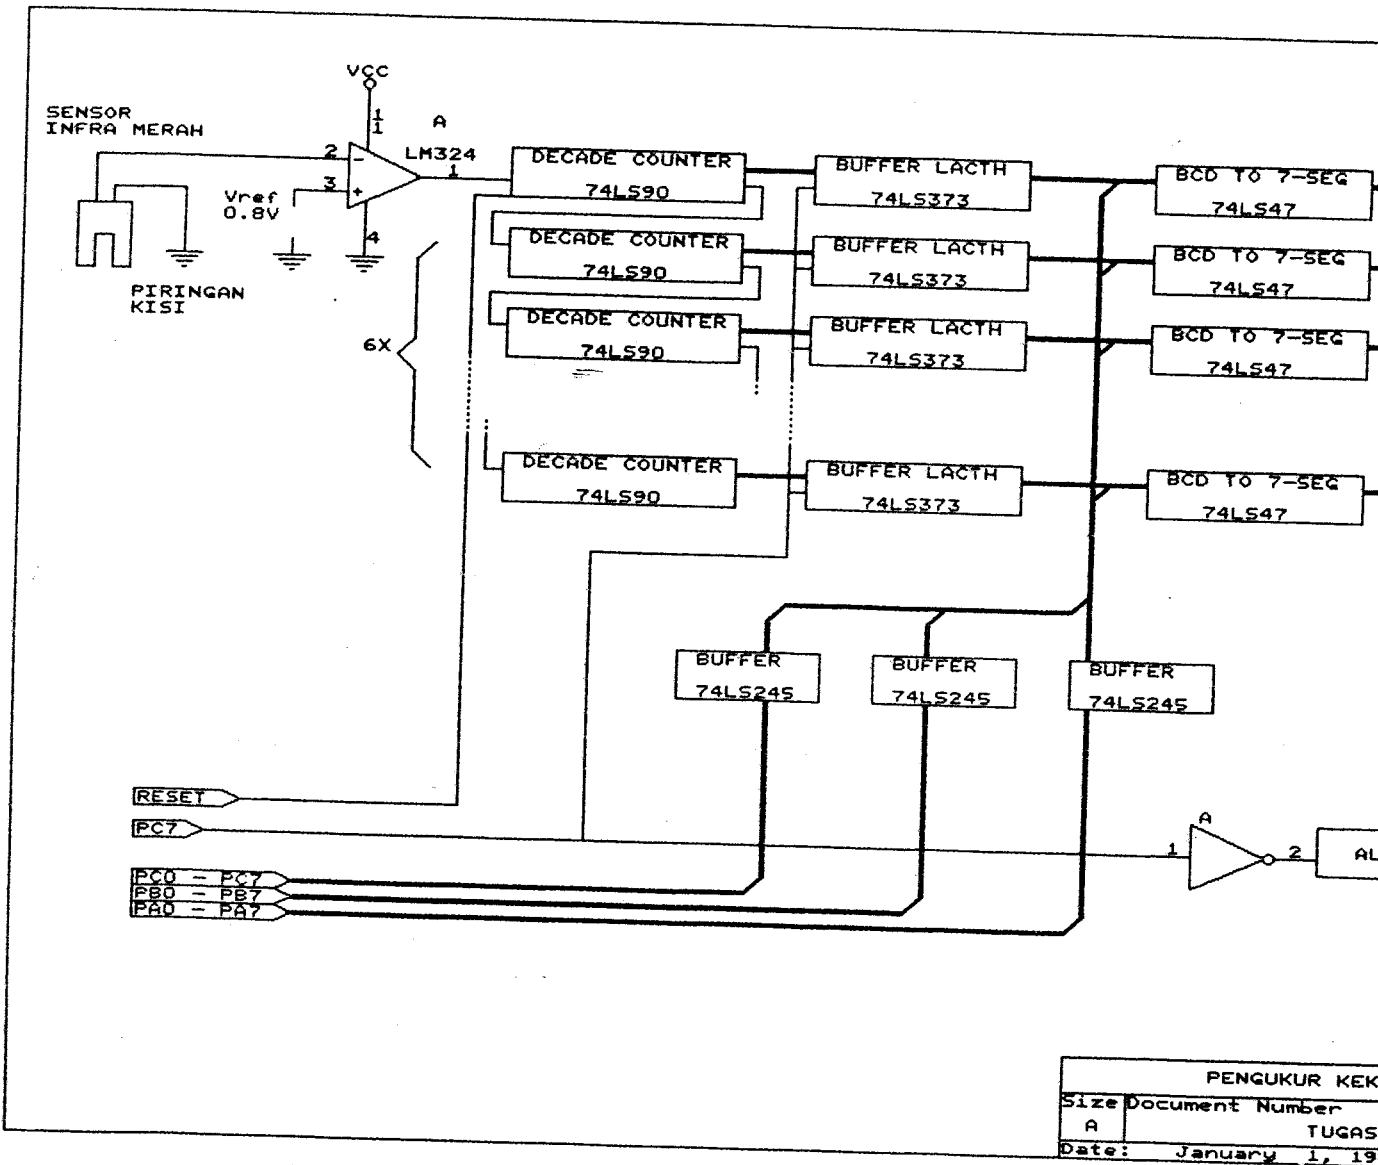 VCC
1
1
A
SENSOR
INFRA MERAH
2
-
LM324
1
3
+
Vref
0.8V
4
PIRINGAN
KISI
6X
DECADE COUNTER
74LS90
BUFFER LACTH
74LS373
BCD TO 7-SEG
74LS47
DECADE COUNTER
74LS90
BUFFER LACTH
74LS373
BCD TO 7-SEG
74LS47
DECADE COUNTER
74LS90
BUFFER LACTH
74LS373
BCD TO 7-SEG
74LS47
DECADE COUNTER
74LS90
BUFFER LACTH
74LS373
BCD TO 7-SEG
74LS47
BUFFER
74LS245
BUFFER
74LS245
BUFFER
74LS245
RESET
PC7
PC0 - PC7
PB0 - PB7
PA0 - PA7
A
1
2
AL
PENGUKUR KEK
Size
A
Document Number
TUGAS
Date: January 1, 19